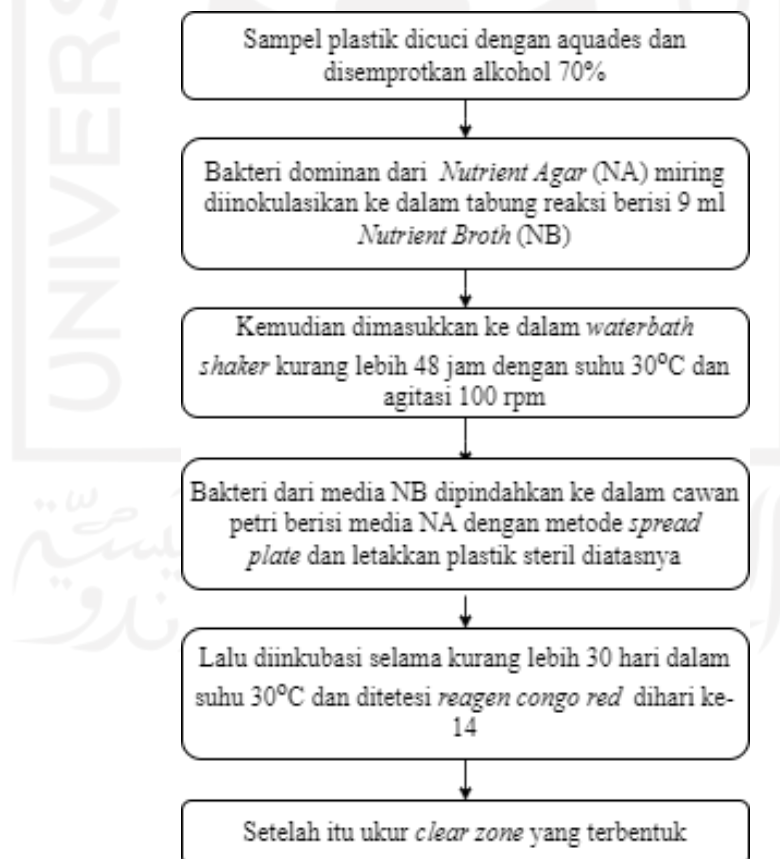 Sampel plastik dicuci dengan aquades dan
disemprotkan alkohol 70%
Bakteri dominan dari Nutrient Agar (NA) miring
diinokulasikan ke dalam tabung reaksi berisi 9 ml
Nutrient Broth (NB)
Kemudian dimasukkan ke dalam waterbath
shaker kurang lebih 48 jam dengan suhu 30°C dan
agitasi 100 rpm
Bakteri dari media NB dipindahkan ke dalam cawan
petri berisi media NA dengan metode spread
plate dan letakkan plastik steril diatasnya
Lalu diinkubasi selama kurang lebih 30 hari dalam
suhu 30°C dan ditetesi reagen congo red dihari ke-
14
Setelah itu ukur clear zone yang terbentuk
UNIVERS